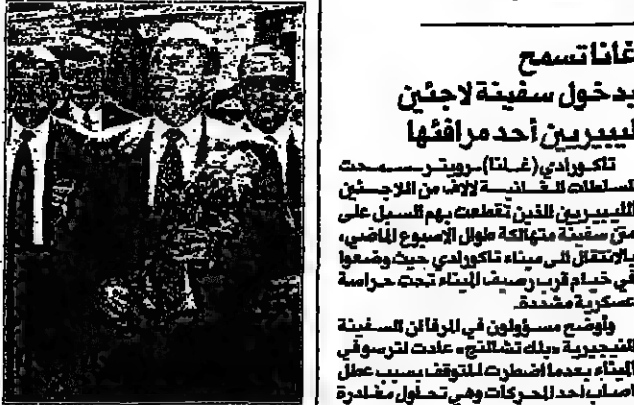 غانا تسمح
بدخول سفينة لاجئين
ليبيريين أحد مرافئها
تاكورادي (غانا) ـ رويتر ـ سمحت
السلطات الغانية لآلاف من اللاجئين
الليبيريين الذين تقطعت بهم السبل على
متن سفينة متهالكة طوال الاسبوع الماضي،
بالانتقال الى ميناء تاكورادي حيث وضعوا
في خيام قرب رصيف الميناء تحت حراسة
عسكرية مشددة.
وأوضح مسؤولون في المرفأ ان السفينة
النيجيرية «بلك تشالنج» عادت لترسو في
الميناء بعدما اضطرت للتوقف بسبب عطل
اصاب احد المحركات وهي تحاول مغادرة